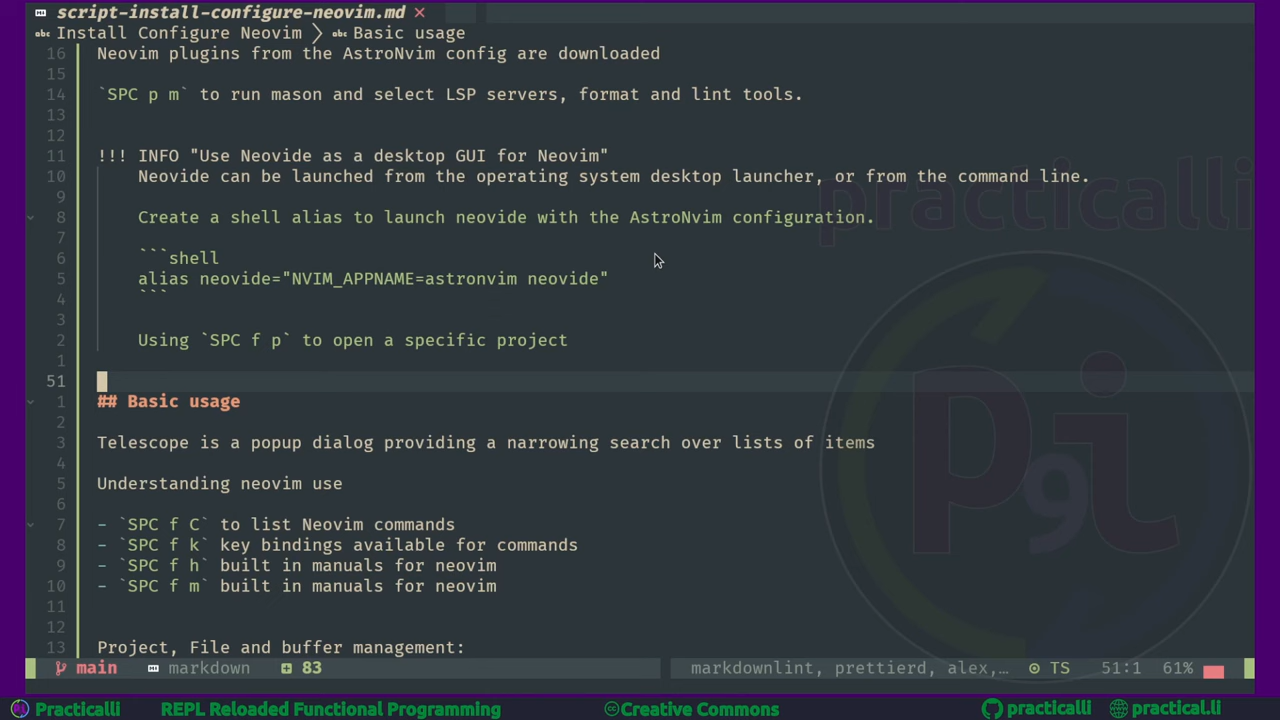 script-install-configure-neovim.md ✕
abc Install Configure Neovim 〉 abc Basic usage
16 Neovim plugins from the AstroNvim config are downloaded
15
14 `SPC p m` to run mason and select LSP servers, format and lint tools.
13
12
11 !!! INFO "Use Neovide as a desktop GUI for Neovim"
10 Neovide can be launched from the operating system desktop launcher, or from the command line.
9
8 Create a shell alias to launch neovide with the AstroNvim configuration.
7
6 ```shell
5 alias neovide="NVIM_APPNAME=astronvim neovide"
4 ```
3
2 Using `SPC f p` to open a specific project
1
51
1 ## Basic usage
2
3 Telescope is a popup dialog providing a narrowing search over lists of items
4
5 Understanding neovim use
6
7 - `SPC f C` to list Neovim commands
8 - `SPC f k` key bindings available for commands
9 - `SPC f h` built in manuals for neovim
10 - `SPC f m` built in manuals for neovim
11
12
13 Project, File and buffer management:
practicalli
P9i
main markdown 83 markdownlint, prettierd, alex,… TS 51:1 61%
Practicalli REPL Reloaded Functional Programming Creative Commons practicalli practical.li